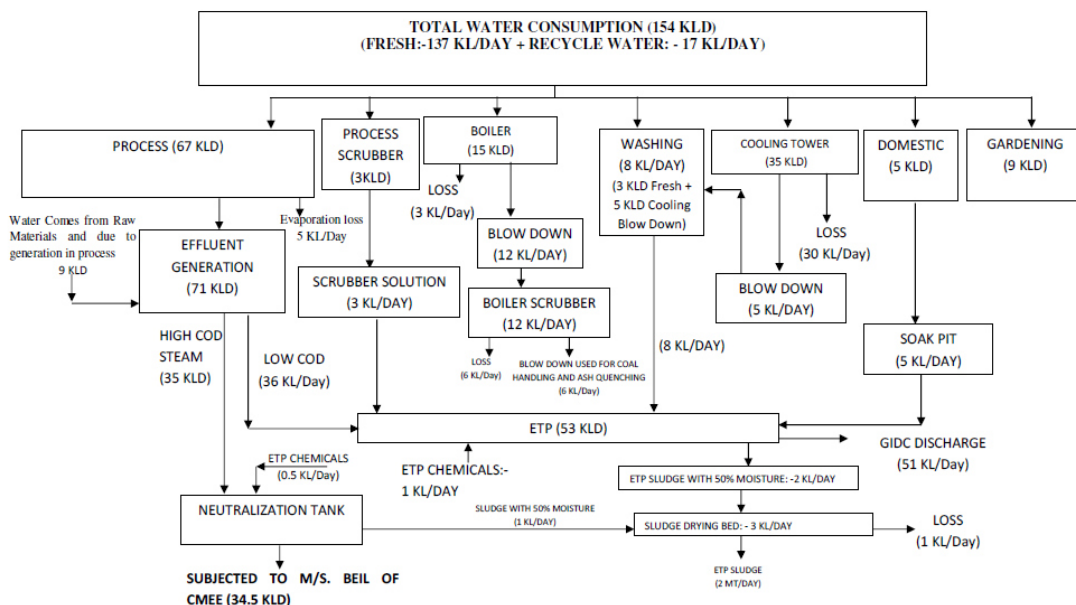 TOTAL WATER CONSUMPTION (154 KLD)
(FRESH:-137 KL/DAY + RECYCLE WATER: - 17 KL/DAY)
PROCESS (67 KLD)
PROCESS
SCRUBBER
(3KLD)
BOILER
(15 KLD)
WASHING
(8 KL/DAY)
(3 KLD Fresh +
5 KLD Cooling
Blow Down)
COOLING TOWER
(35 KLD)
DOMESTIC
(5 KLD)
GARDENING
(9 KLD)
LOSS
(3 KL/Day)
Water Comes from Raw
Materials and due to
generation in process
9 KLD
Evaporation loss
5 KL/Day
EFFLUENT
GENERATION
(71 KLD)
BLOW DOWN
(12 KL/DAY)
LOSS
(30 KL/Day)
SCRUBBER SOLUTION
(3 KL/DAY)
BOILER SCRUBBER
(12 KL/DAY)
BLOW DOWN
(5 KL/DAY)
HIGH COD
STEAM
(35 KLD)
LOW COD
(36 KL/Day)
LOSS
(6 KL/Day)
BLOW DOWN USED FOR COAL
HANDLING AND ASH QUENCHING
(6 KL/DAY)
(8 KL/DAY)
SOAK PIT
(5 KL/DAY)
ETP (53 KLD)
GIDC DISCHARGE
(51 KL/Day)
ETP CHEMICALS
(0.5 KL/Day)
ETP CHEMICALS:-
1 KL/DAY
ETP SLUDGE WITH 50% MOISTURE: -2 KL/DAY
NEUTRALIZATION TANK
SLUDGE WITH 50% MOISTURE
(1 KL/DAY)
SLUDGE DRYING BED: - 3 KL/DAY
LOSS
(1 KL/Day)
ETP SLUDGE
(2 MT/DAY)
SUBJECTED TO M/S. BEIL OF
CMEE (34.5 KLD)